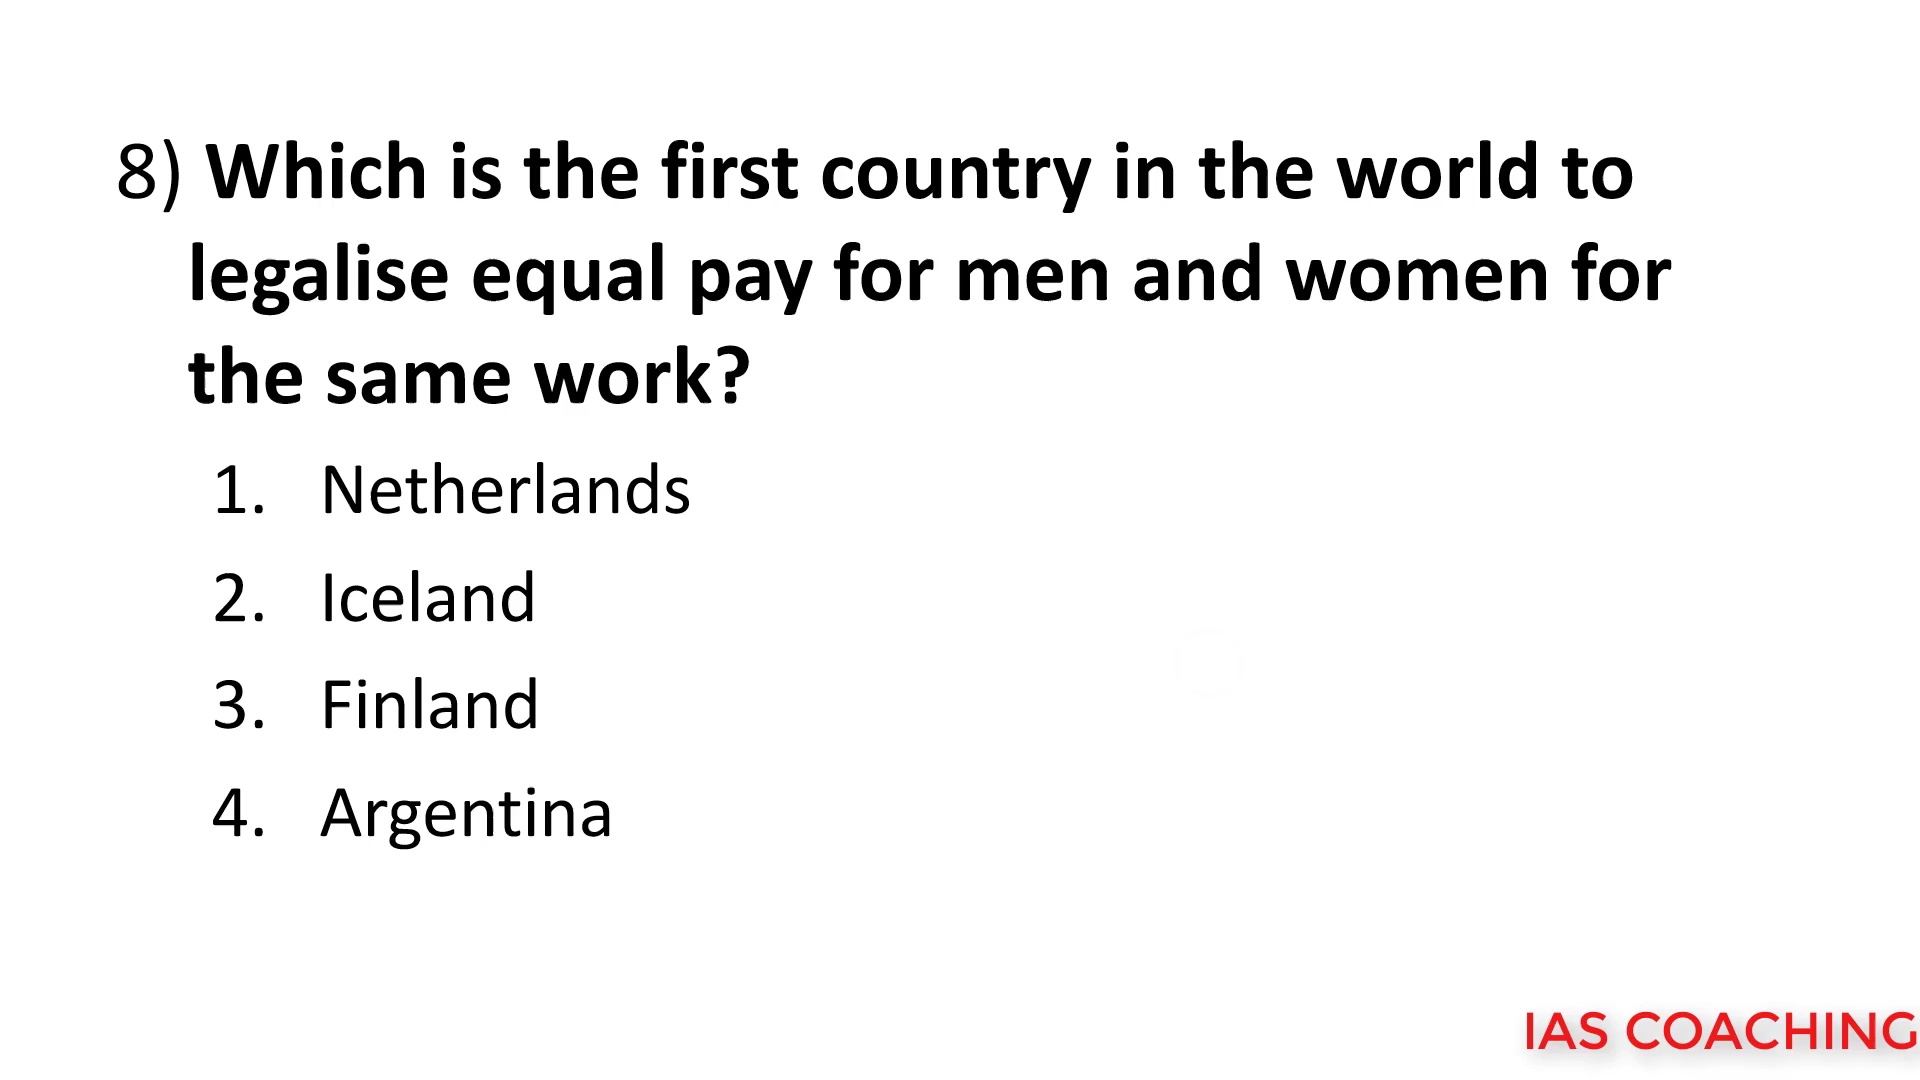 8) Which is the first country in the world to
legalise equal pay for men and women for
the same work?
1. Netherlands
2. Iceland
3. Finland
4. Argentina
IAS COACHING